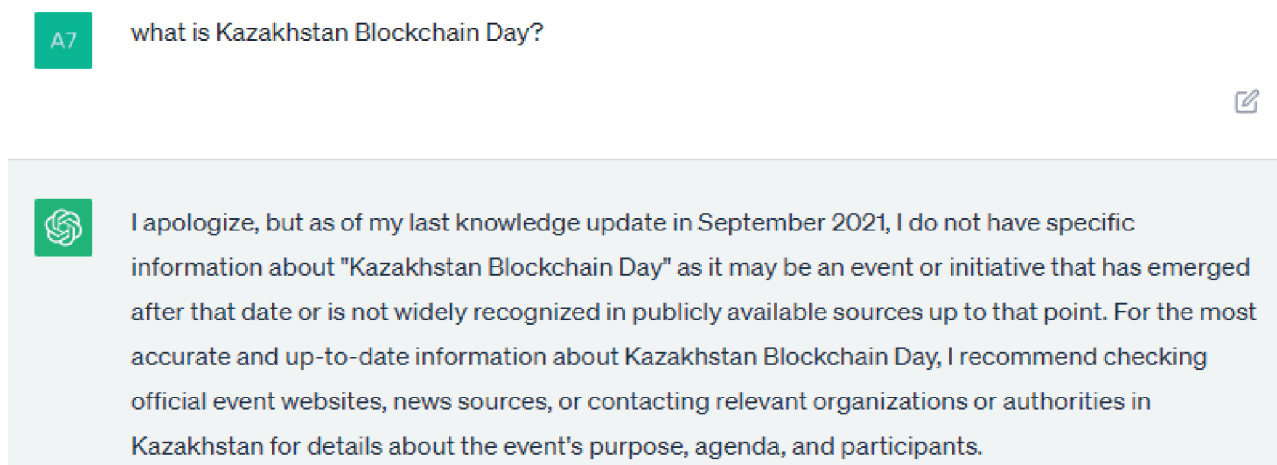 A7
what is Kazakhstan Blockchain Day?
I apologize, but as of my last knowledge update in September 2021, I do not have specific
information about "Kazakhstan Blockchain Day" as it may be an event or initiative that has emerged
after that date or is not widely recognized in publicly available sources up to that point. For the most
accurate and up-to-date information about Kazakhstan Blockchain Day, I recommend checking
official event websites, news sources, or contacting relevant organizations or authorities in
Kazakhstan for details about the event's purpose, agenda, and participants.